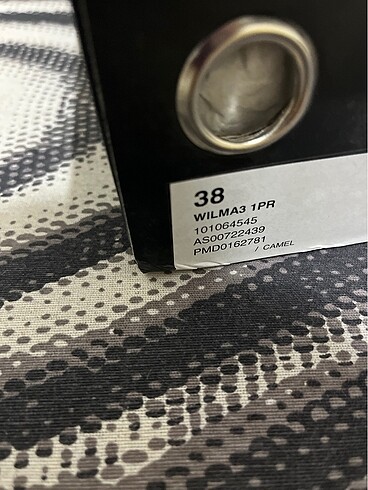 38
WILMA3 1PR
101064545
AS00722439
PMD0162781
/ CAMEL